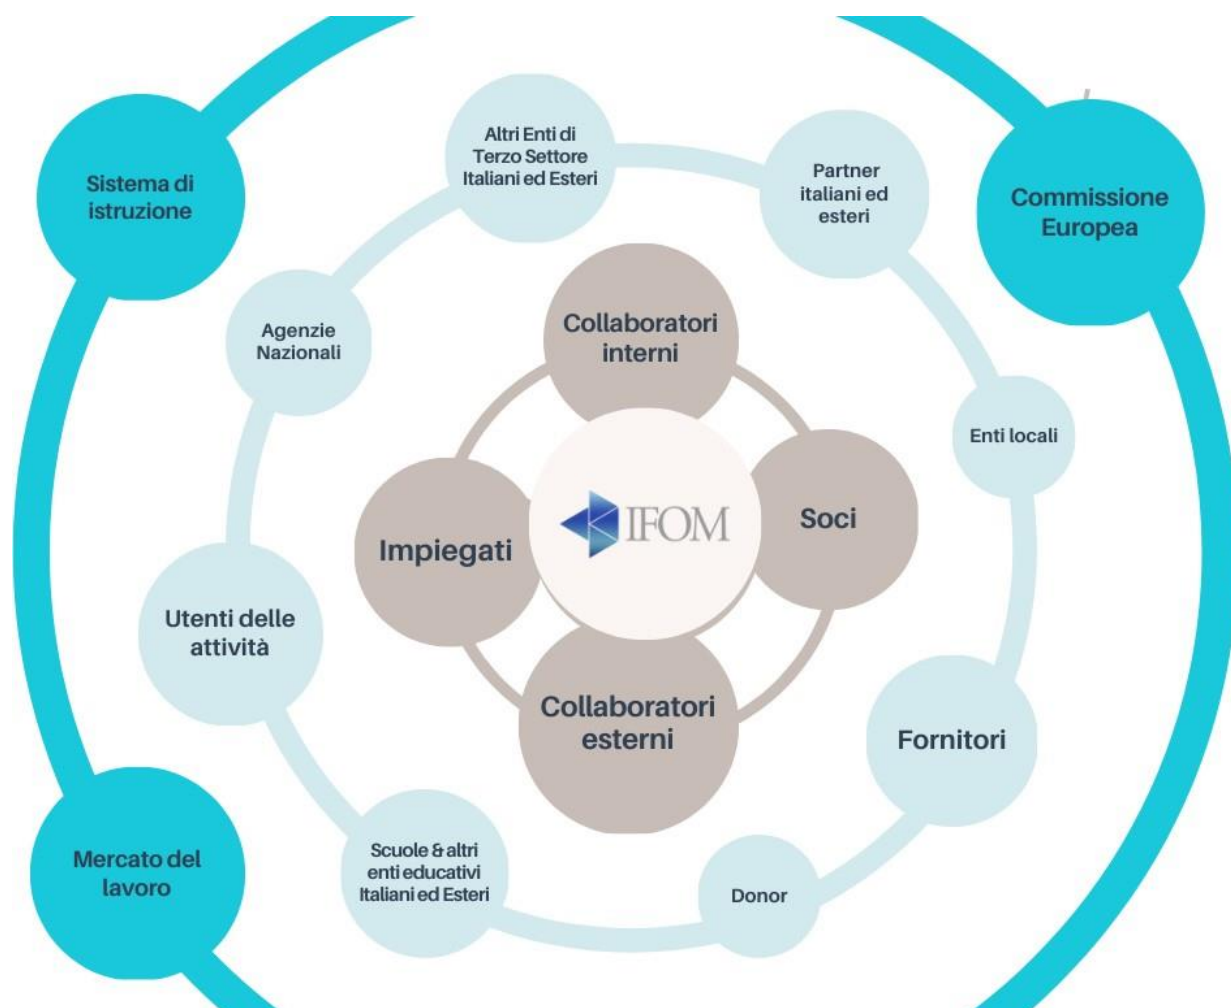 Altri Enti di
Terzo Settore
Italiani ed Esteri
Partner
italiani ed
esteri
Sistema di
istruzione
Commissione
Europea
Agenzie
Nazionali
Collaboratori
interni
Enti locali
Impiegati
IFOM
Soci
Utenti delle
attività
Collaboratori
esterni
Fornitori
Mercato del
lavoro
Scuole & altri
enti educativi
Italiani ed Esteri
Donor